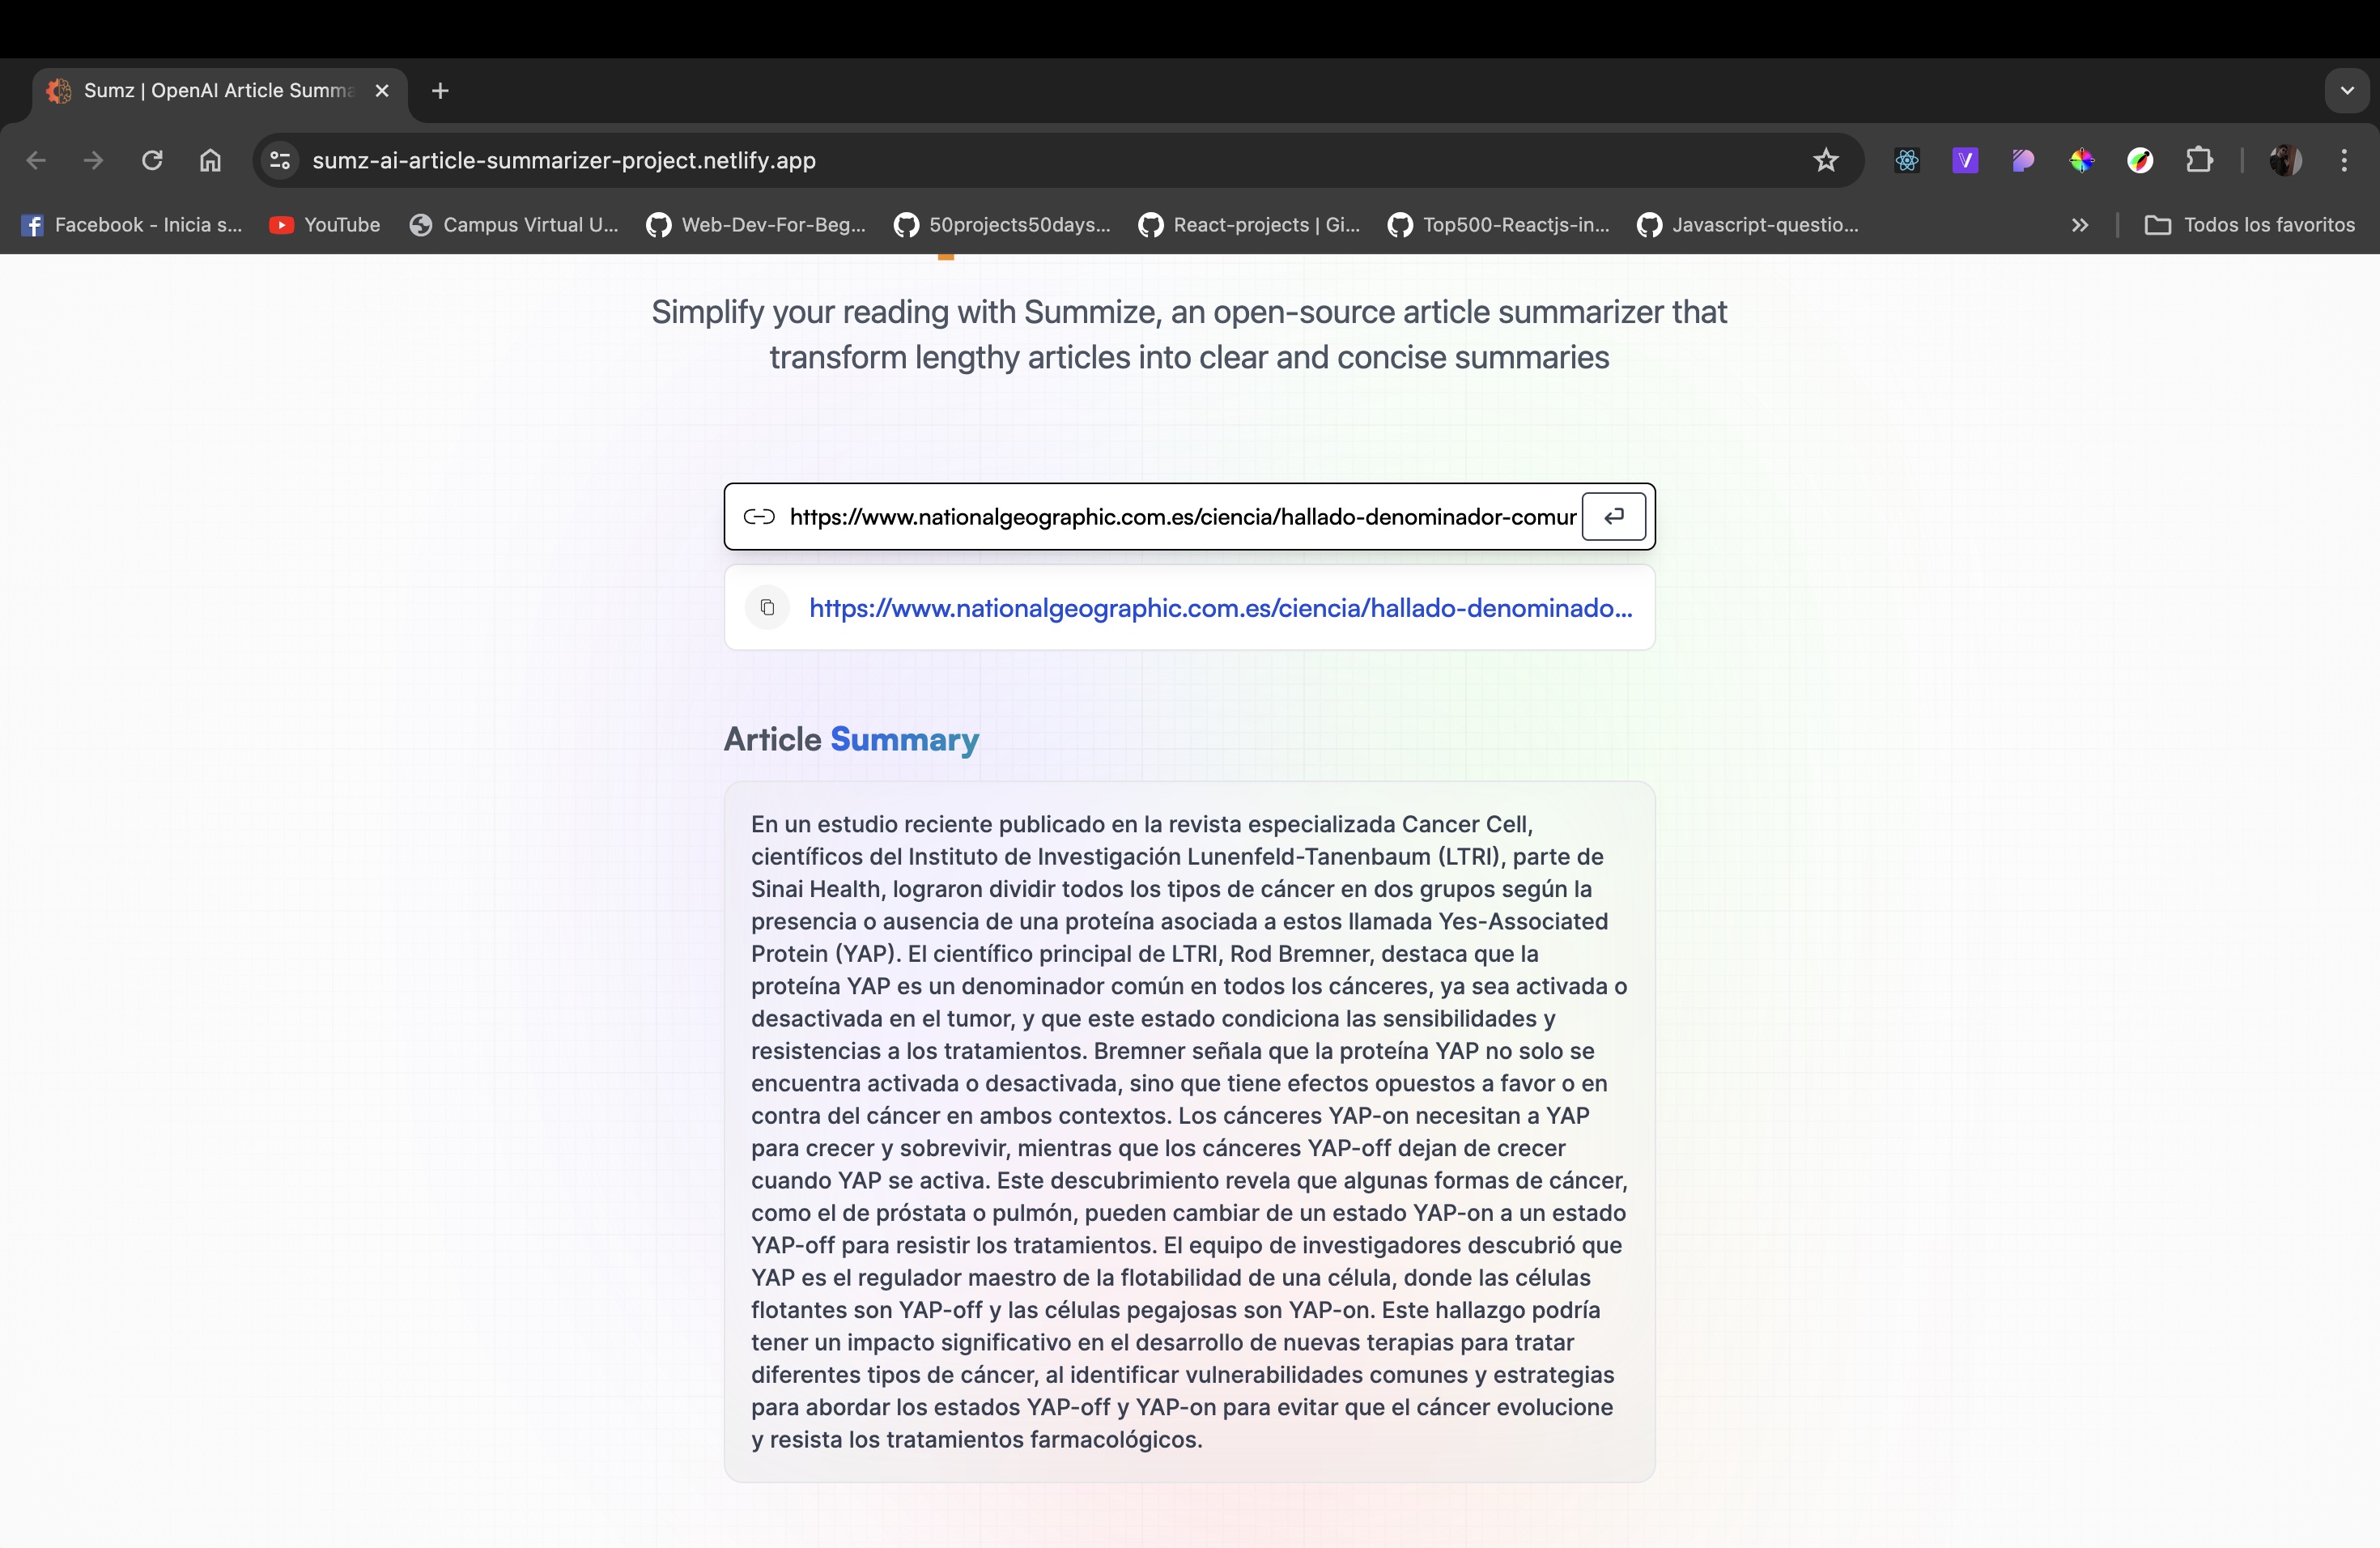 Sumz | OpenAI Article Summa
sumz-ai-article-summarizer-project.netlify.app
Facebook - Inicia s...
YouTube
Campus Virtual U...
Web-Dev-For-Beg...
50projects50days...
React-projects | Gi...
Top500-Reactjs-in...
Javascript-questio...
Todos los favoritos
Simplify your reading with Summize, an open-source article summarizer that
transform lengthy articles into clear and concise summaries
https://www.nationalgeographic.com.es/ciencia/hallado-denominador-comur
https://www.nationalgeographic.com.es/ciencia/hallado-denominado...
Article Summary
En un estudio reciente publicado en la revista especializada Cancer Cell,
científicos del Instituto de Investigación Lunenfeld-Tanenbaum (LTRI), parte de
Sinai Health, lograron dividir todos los tipos de cáncer en dos grupos según la
presencia o ausencia de una proteína asociada a estos llamada Yes-Associated
Protein (YAP). El científico principal de LTRI, Rod Bremner, destaca que la
proteína YAP es un denominador común en todos los cánceres, ya sea activada o
desactivada en el tumor, y que este estado condiciona las sensibilidades y
resistencias a los tratamientos. Bremner señala que la proteína YAP no solo se
encuentra activada o desactivada, sino que tiene efectos opuestos a favor o en
contra del cáncer en ambos contextos. Los cánceres YAP-on necesitan a YAP
para crecer y sobrevivir, mientras que los cánceres YAP-off dejan de crecer
cuando YAP se activa. Este descubrimiento revela que algunas formas de cáncer,
como el de próstata o pulmón, pueden cambiar de un estado YAP-on a un estado
YAP-off para resistir los tratamientos. El equipo de investigadores descubrió que
YAP es el regulador maestro de la flotabilidad de una célula, donde las células
flotantes son YAP-off y las células pegajosas son YAP-on. Este hallazgo podría
tener un impacto significativo en el desarrollo de nuevas terapias para tratar
diferentes tipos de cáncer, al identificar vulnerabilidades comunes y estrategias
para abordar los estados YAP-off y YAP-on para evitar que el cáncer evolucione
y resista los tratamientos farmacológicos.